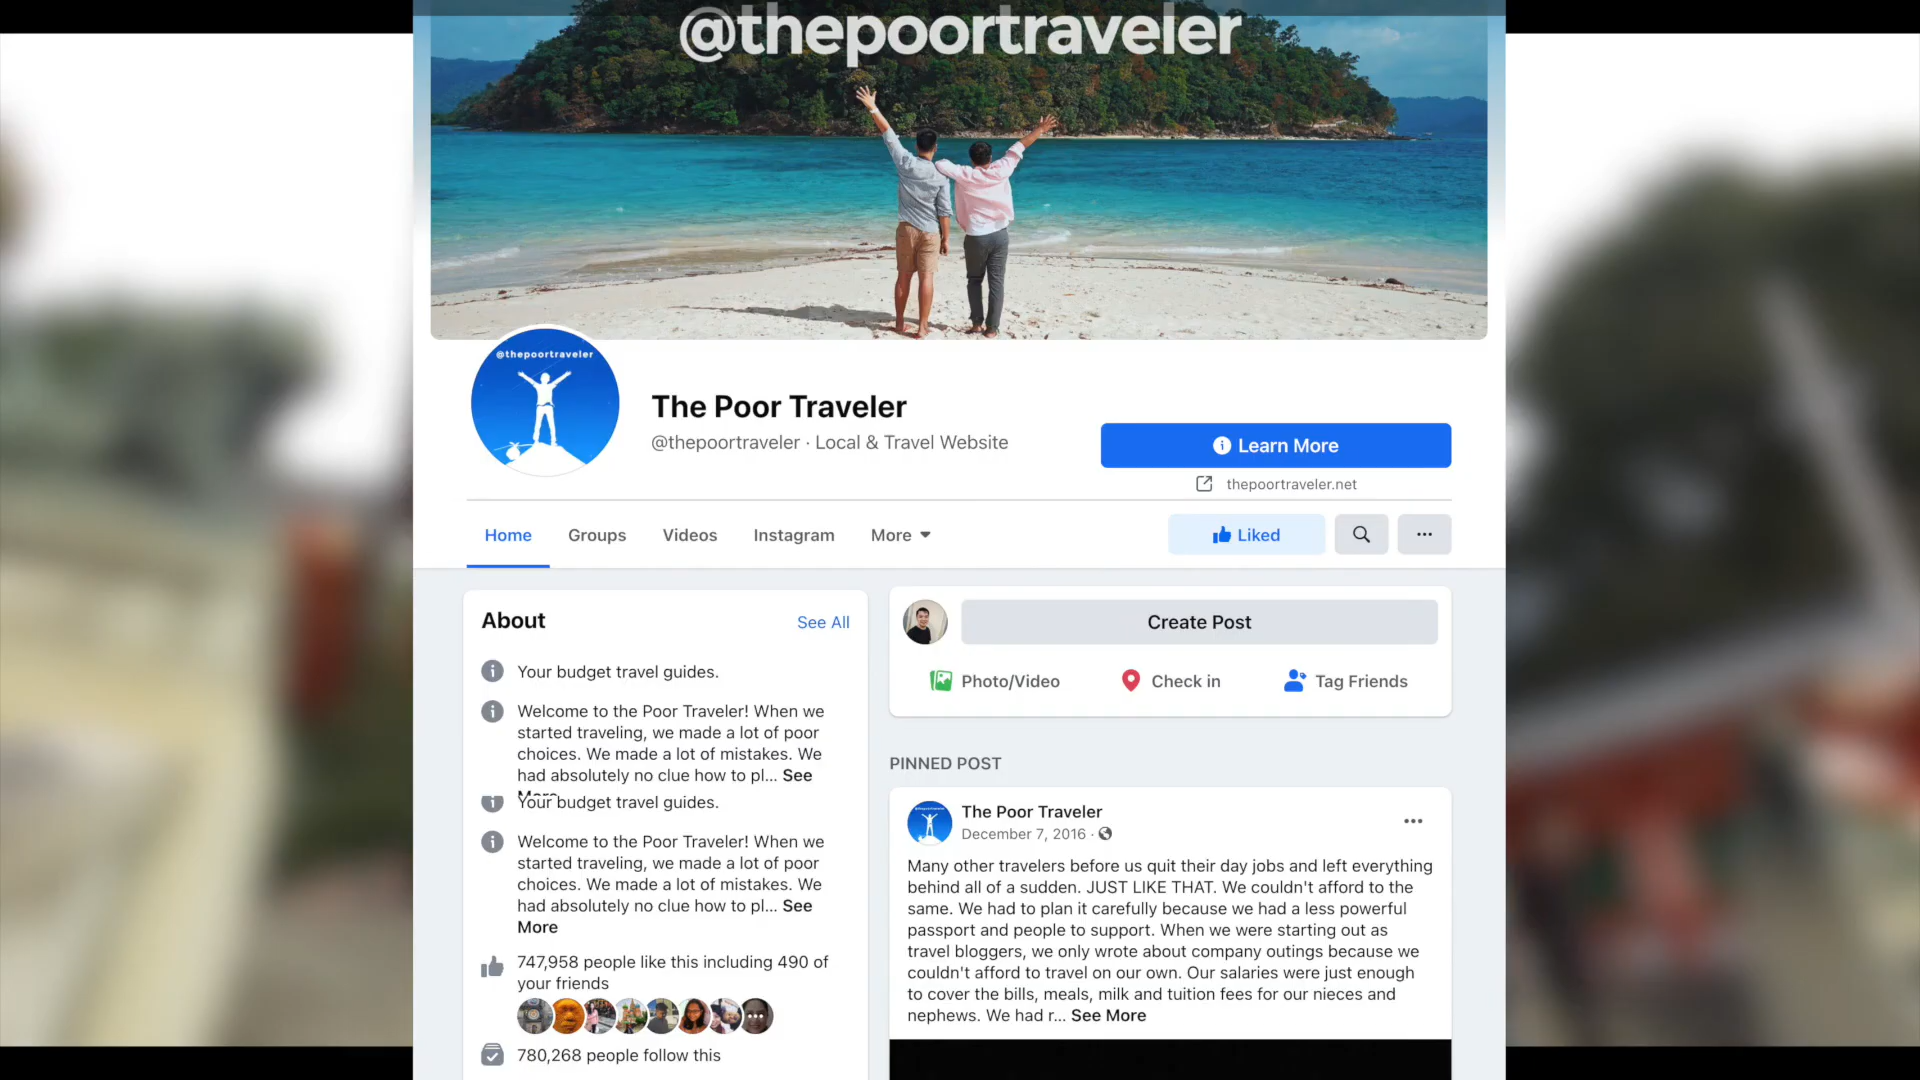 @thepoortraveler
@thepoortraveler
The Poor Traveler
@thepoortraveler · Local & Travel Website
Learn More
thepoortraveler.net
Home
Groups
Videos
Instagram
More
Liked
About
See All
Your budget travel guides.
Welcome to the Poor Traveler! When we
started traveling, we made a lot of poor
choices. We made a lot of mistakes. We
had absolutely no clue how to pl... See
More
Your budget travel guides.
Welcome to the Poor Traveler! When we
started traveling, we made a lot of poor
choices. We made a lot of mistakes. We
had absolutely no clue how to pl... See
More
747,958 people like this including 490 of
your friends
780,268 people follow this
Create Post
Photo/Video
Check in
Tag Friends
PINNED POST
The Poor Traveler
December 7, 2016 ·
Many other travelers before us quit their day jobs and left everything
behind all of a sudden. JUST LIKE THAT. We couldn't afford to the
same. We had to plan it carefully because we had a less powerful
passport and people to support. When we were starting out as
travel bloggers, we only wrote about company outings because we
couldn't afford to travel on our own. Our salaries were just enough
to cover the bills, meals, milk and tuition fees for our nieces and
nephews. We had r... See More